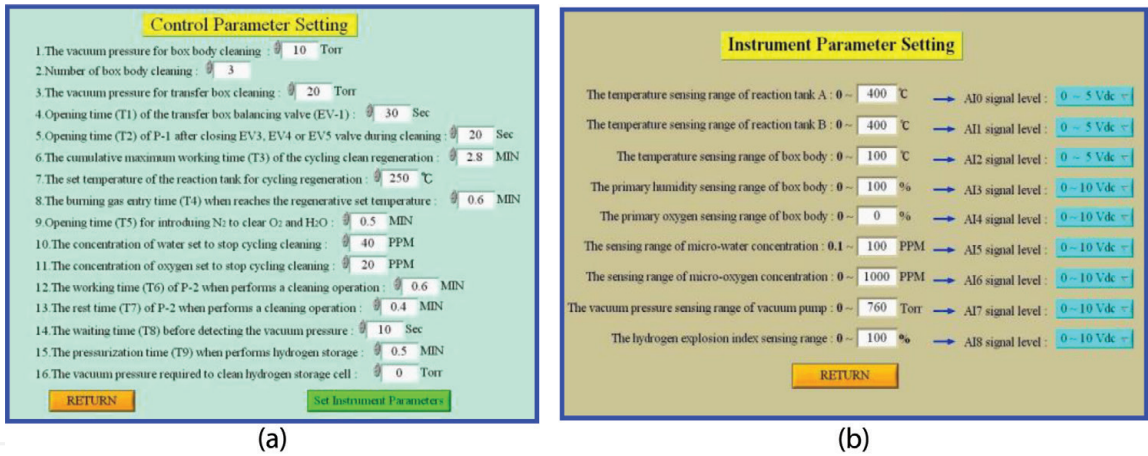 Control Parameter Setting
1.The vacuum pressure for box body cleaning : 10 Torr
2.Number of box body cleaning : 3
3.The vacuum pressure for transfer box cleaning : 20 Torr
4.Opening time (T1) of the transfer box balancing valve (EV-1) : 30 Sec
5.Opening time (T2) of P-1 after closing EV3, EV4 or EV5 valve during cleaning : 20 Sec
6.The cumulative maximum working time (T3) of the cycling clean regeneration : 2.8 MIN
7.The set temperature of the reaction tank for cycling regeneration : 250 ℃
8.The burning gas entry time (T4) when reaches the regenerative set temperature : 0.6 MIN
9.Opening time (T5) for introduing N₂ to clear O₂ and H₂O : 0.5 MIN
10.The concentration of water set to stop cycling cleaning : 40 PPM
11.The concentration of oxygen set to stop cycling cleaning : 20 PPM
12.The working time (T6) of P-2 when performs a cleaning operation : 0.6 MIN
13.The rest time (T7) of P-2 when performs a cleaning operation : 0.4 MIN
14.The waiting time (T8) before detecting the vacuum pressure : 10 Sec
15.The pressurization time (T9) when performs hydrogen storage : 0.5 MIN
16.The vacuum pressure required to clean hydrogen storage cell : 0 Torr
RETURN Set Instrument Parameters
(a)
Instrument Parameter Setting
The temperature sensing range of reaction tank A : 0 ~ 400 ℃ → AI0 signal level : 0 ~ 5 Vdc
The temperature sensing range of reaction tank B : 0 ~ 400 ℃ → AI1 signal level : 0 ~ 5 Vdc
The temperature sensing range of box body : 0 ~ 100 ℃ → AI2 signal level : 0 ~ 5 Vdc
The primary humidity sensing range of box body : 0 ~ 100 % → AI3 signal level : 0 ~ 10 Vdc
The primary oxygen sensing range of box body : 0 ~ 0 % → AI4 signal level : 0 ~ 10 Vdc
The sensing range of micro-water concentration : 0.1 ~ 100 PPM → AI5 signal level : 0 ~ 10 Vdc
The sensing range of micro-oxygen concentration : 0 ~ 1000 PPM → AI6 signal level : 0 ~ 10 Vdc
The vacuum pressure sensing range of vacuum pump : 0 ~ 760 Torr → AI7 signal level : 0 ~ 10 Vdc
The hydrogen explosion index sensing range : 0 ~ 100 % → AI8 signal level : 0 ~ 10 Vdc
RETURN
(b)